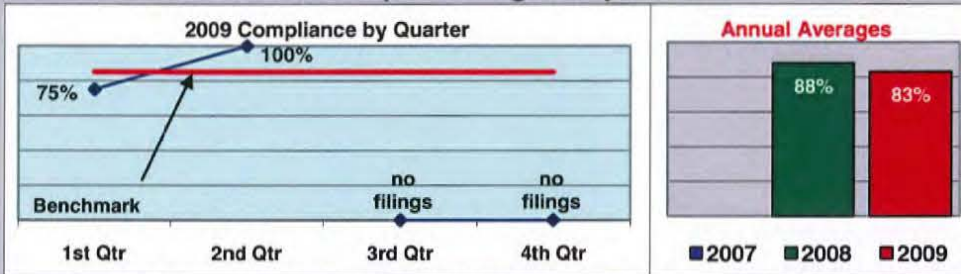 2009 Compliance by Quarter
100%
75%
Benchmark
no
filings
no
filings
1st Qtr 2nd Qtr 3rd Qtr 4th Qtr
Annual Averages
88%
83%
2007 2008 2009